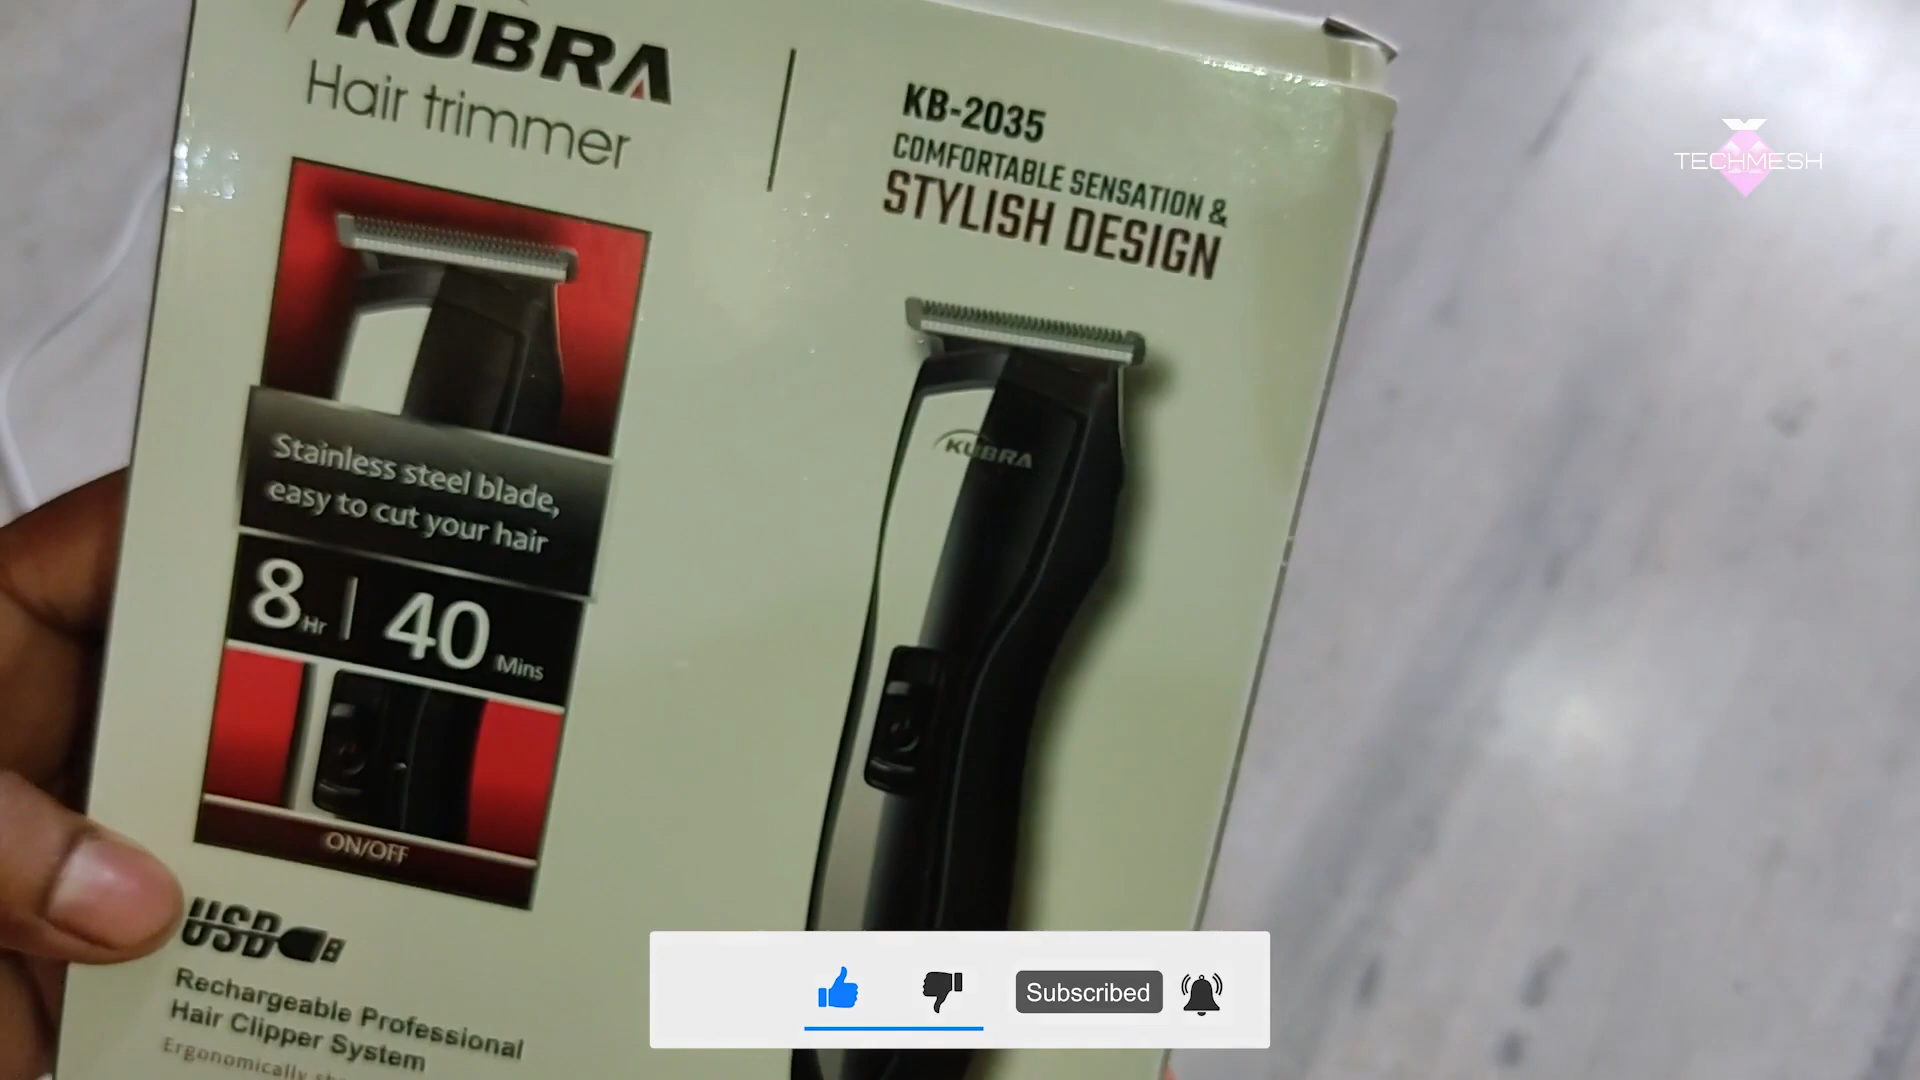 KUBRA
Hair trimmer
KB-2035
COMFORTABLE SENSATION &
STYLISH DESIGN
TECHMESH
KUBRA
Stainless steel blade,
easy to cut your hair
8 Hr | 40 Mins
ON/OFF
USB
Rechargeable Professional
Hair Clipper System
Ergonomically
Subscribed